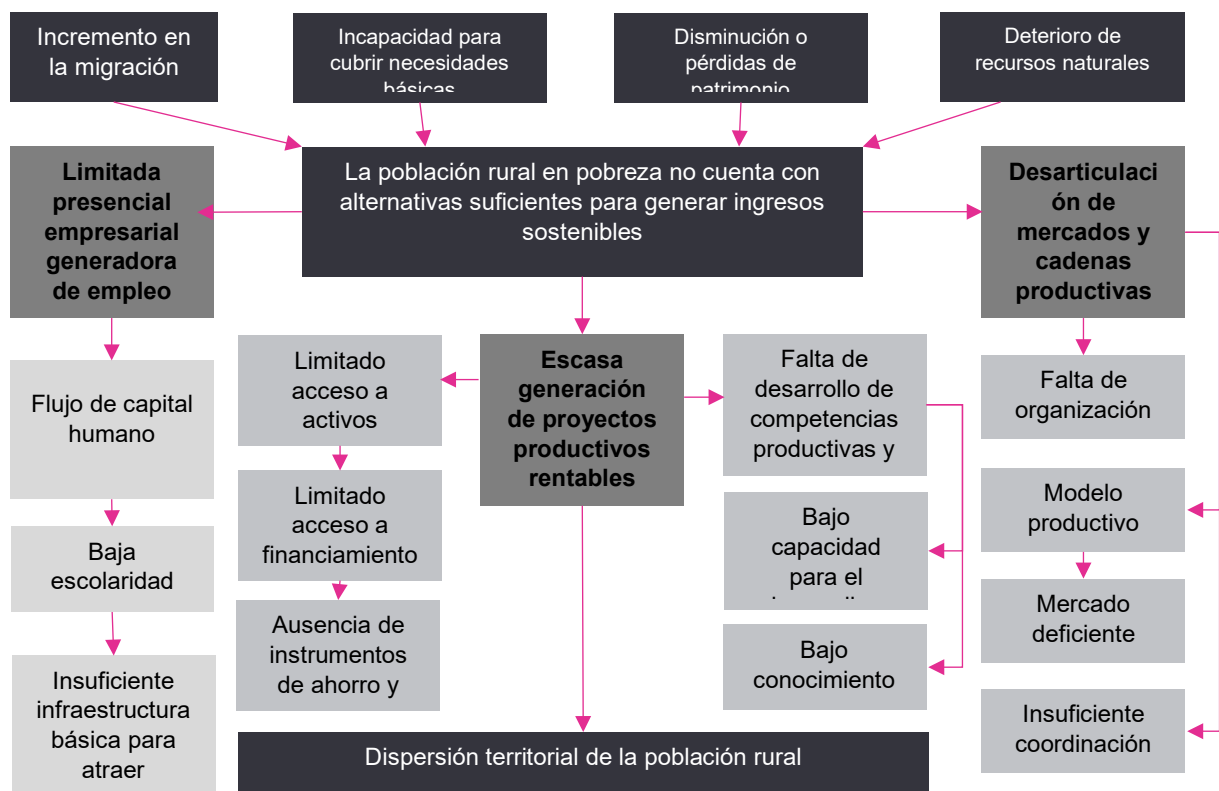 Incremento en
la migración
Incapacidad para
cubrir necesidades
básicas
Disminución o
pérdidas de
patrimonio
Deterioro de
recursos naturales
La población rural en pobreza no cuenta con
alternativas suficientes para generar ingresos
sostenibles
Limitada
presencial
empresarial
generadora
de empleo
Desarticulaci
ón de
mercados y
cadenas
productivas
Flujo de capital
humano
Baja
escolaridad
Insuficiente
infraestructura
básica para
atraer
Limitado
acceso a
activos
Limitado
acceso a
financiamiento
Ausencia de
instrumentos
de ahorro y
Escasa
generación
de proyectos
productivos
rentables
Falta de
desarrollo de
competencias
productivas y
Bajo
capacidad
para el
Bajo
conocimiento
Falta de
organización
Modelo
productivo
Mercado
deficiente
Insuficiente
coordinación
Dispersión territorial de la población rural